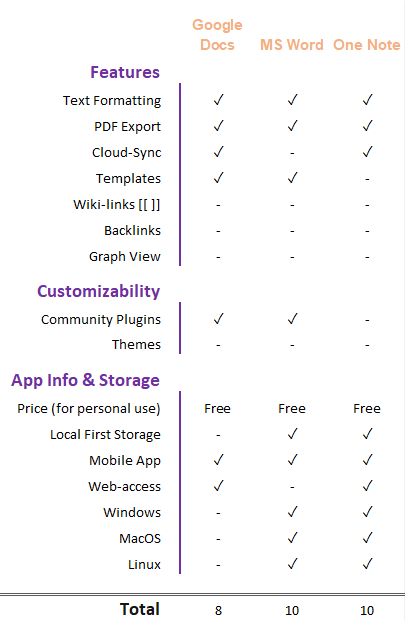 Google Docs MS Word One Note
Features
Text Formatting ✓ ✓ ✓
PDF Export ✓ ✓ ✓
Cloud-Sync ✓ - ✓
Templates ✓ ✓ -
Wiki-links [[ ]] - - -
Backlinks - - -
Graph View - - -
Customizability
Community Plugins ✓ ✓ -
Themes - - -
App Info & Storage
Price (for personal use) Free Free Free
Local First Storage - ✓ ✓
Mobile App ✓ ✓ ✓
Web-access ✓ - ✓
Windows - ✓ ✓
MacOS - ✓ ✓
Linux - ✓ ✓
Total 8 10 10